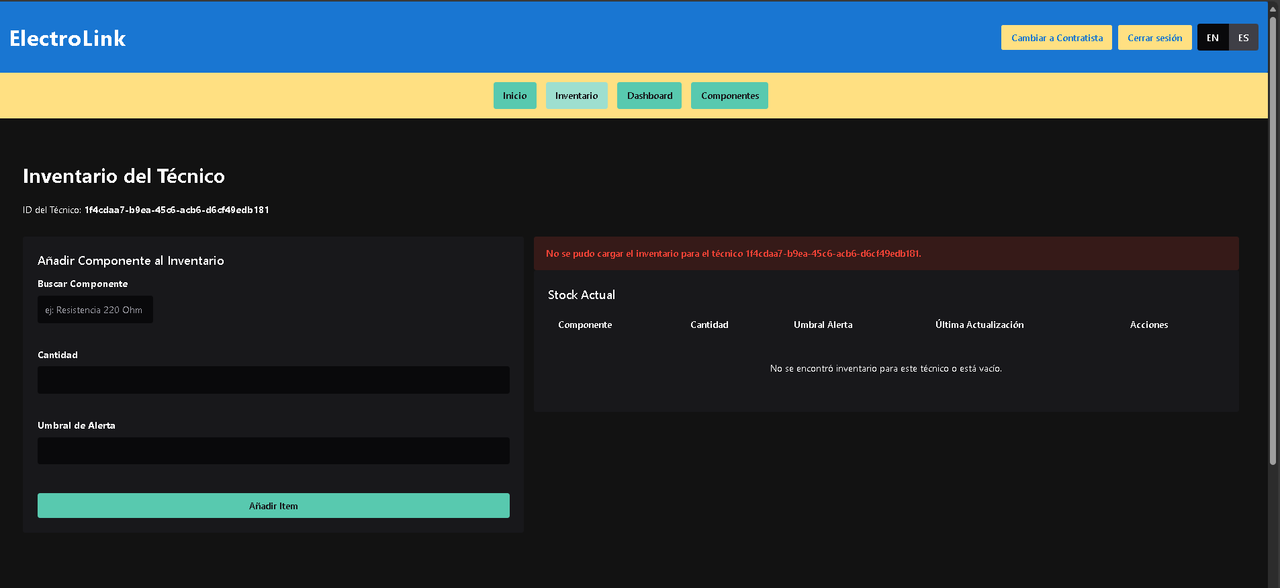 ElectroLink
Cambiar a Contratista
Cerrar sesión
EN
ES
Inicio
Inventario
Dashboard
Componentes
Inventario del Técnico
ID del Técnico: 1f4cdaa7-b9ea-45c6-acb6-d6cf49edb181
Añadir Componente al Inventario
Buscar Componente
ej: Resistencia 220 Ohm
Cantidad
Umbral de Alerta
Añadir Item
No se pudo cargar el inventario para el técnico 1f4cdaa7-b9ea-45c6-acb6-d6cf49edb181.
Stock Actual
Componente Cantidad Umbral Alerta Última Actualización Acciones
No se encontró inventario para este técnico o está vacío.